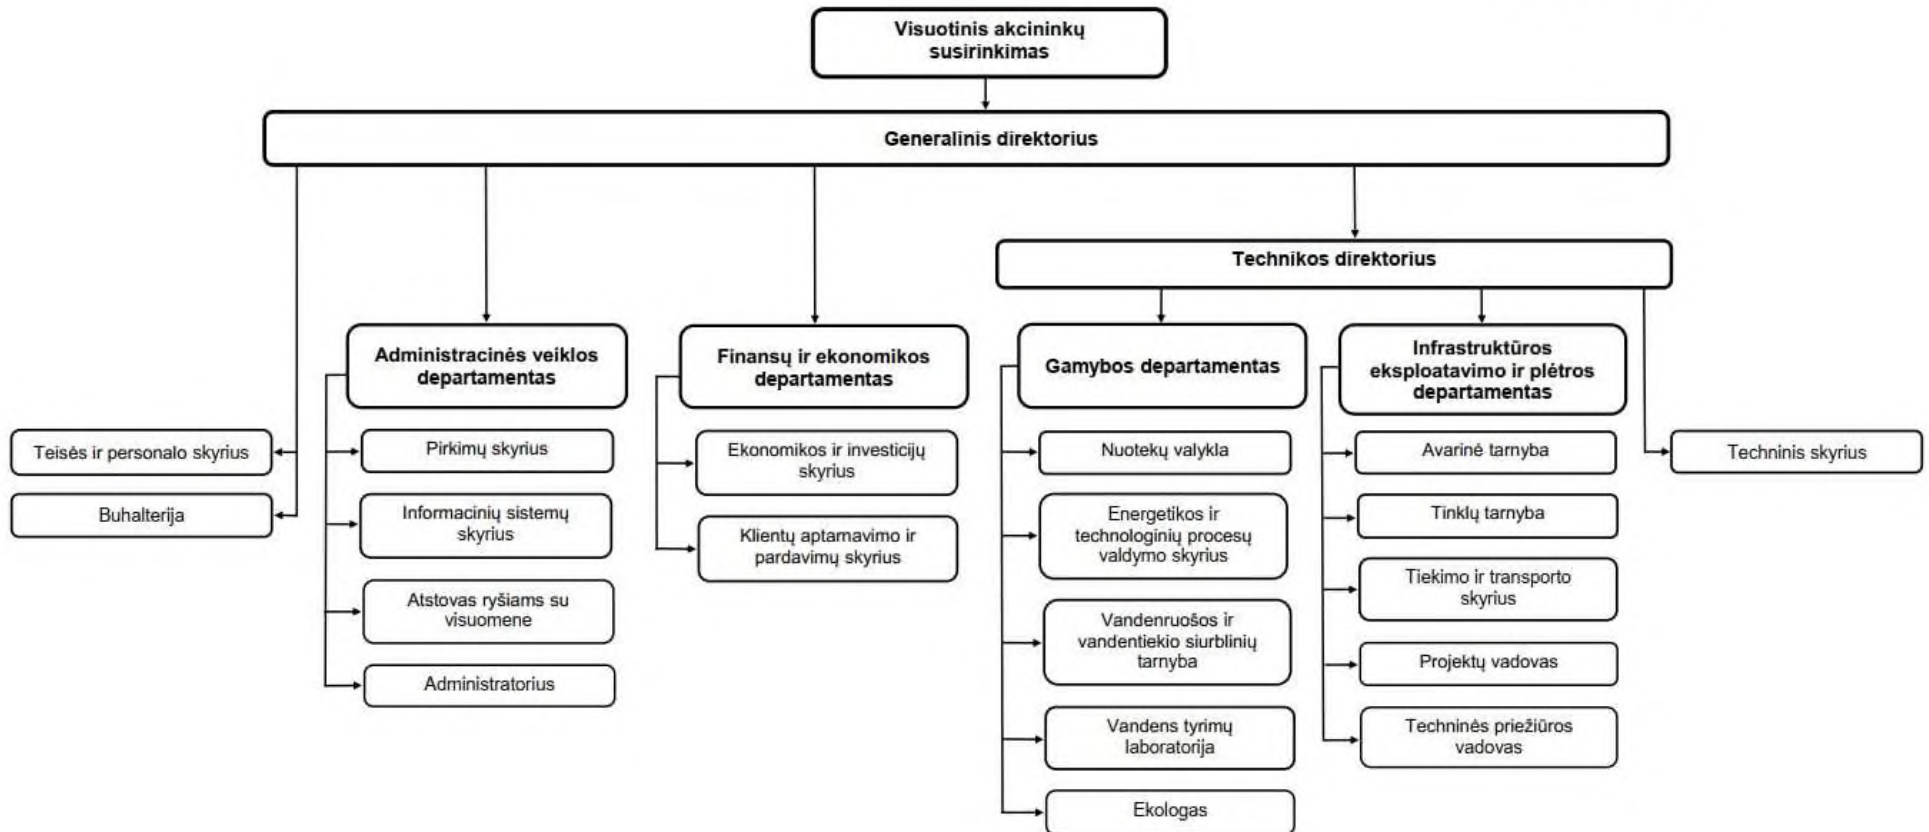 Visuotinis akcininkų
susirinkimas
Generalinis direktorius
Technikos direktorius
Administracinės veiklos
departamentas
Finansų ir ekonomikos
departamentas
Gamybos departamentas
Infrastruktūros
eksploatavimo ir plėtros
departamentas
Teisės ir personalo skyrius
Buhalterija
Pirkimų skyrius
Informacinių sistemų
skyrius
Atstovas ryšiams su
visuomene
Administratorius
Ekonomikos ir investicijų
skyrius
Klientų aptamavimo ir
pardavimų skyrius
Nuotekų valykla
Energetikos ir
technologinių procesų
valdymo skyrius
Vandenruošos ir
vandentiekio siurblinių
tarnyba
Vandens tyrimų
laboratorija
Ekologas
Avarinė tarnyba
Tinklų tarnyba
Tiekimo ir transporto
skyrius
Projektų vadovas
Techninės priežiūros
vadovas
Techninis skyrius